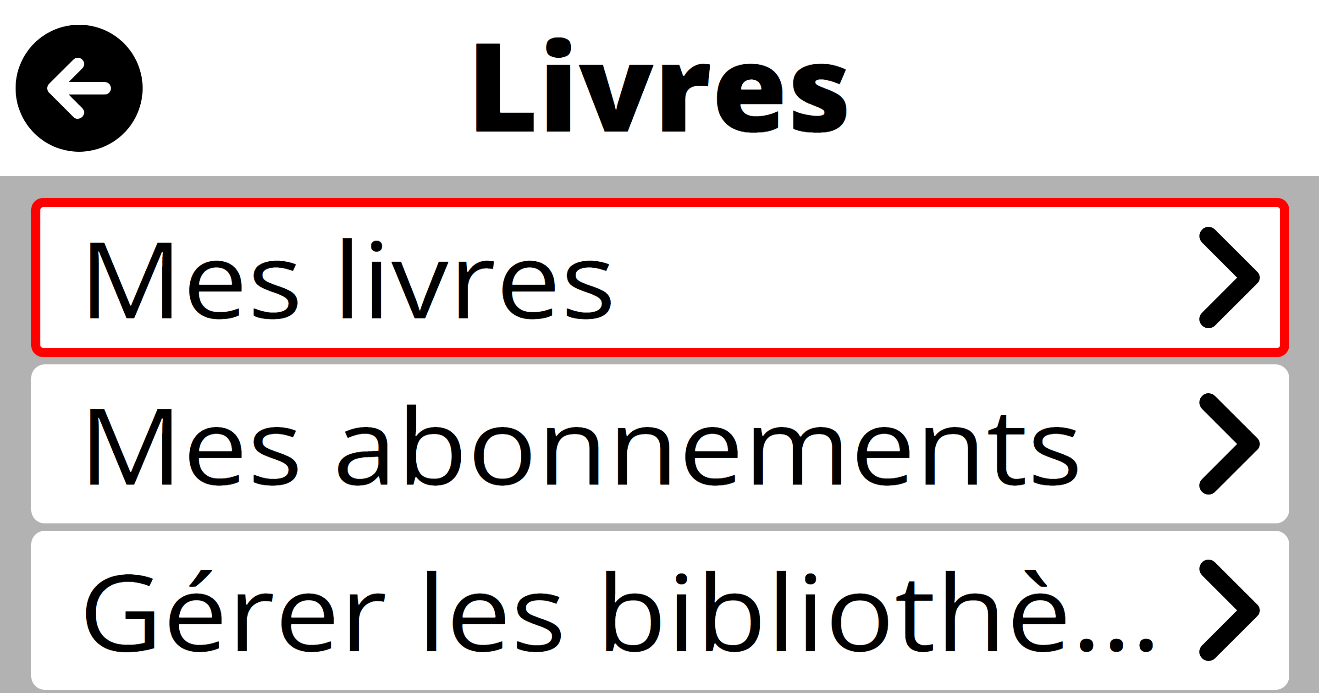 Livres
Mes livres
Mes abonnements
Gérer les bibliothè...